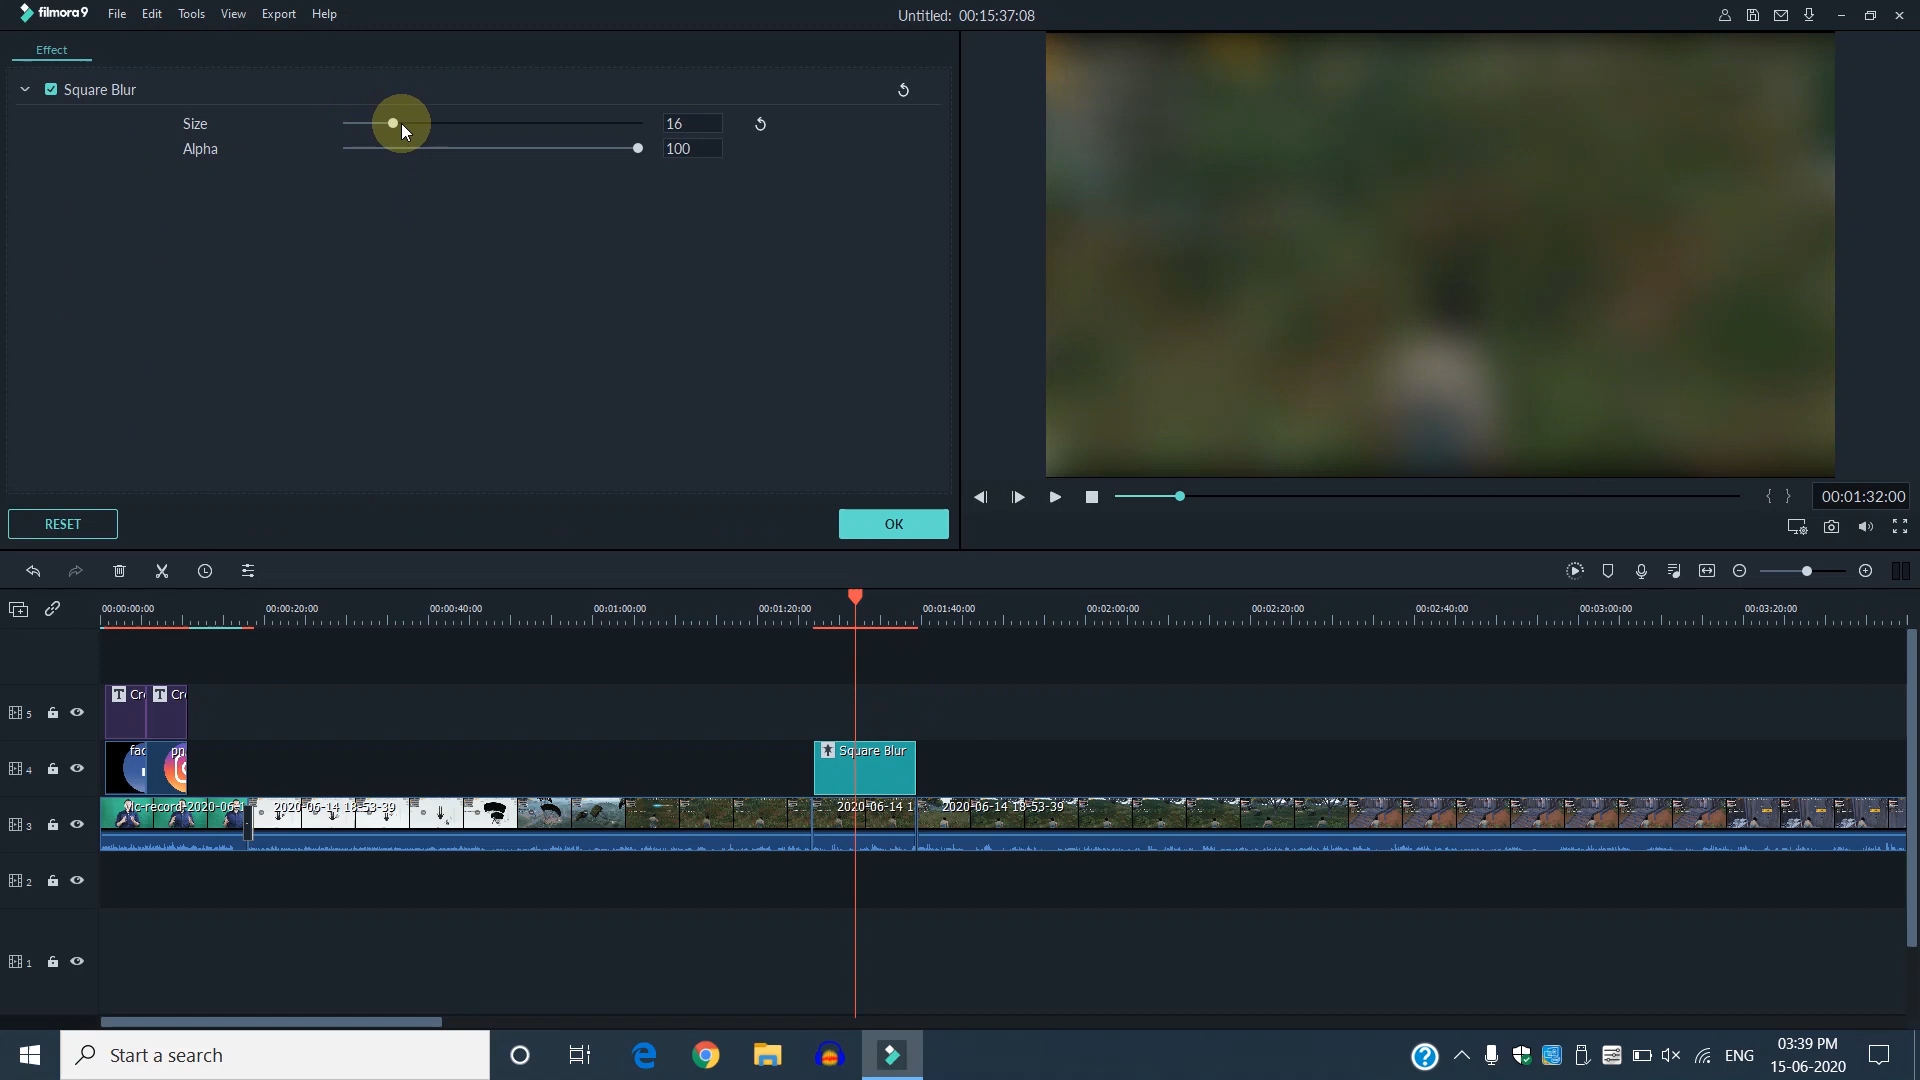 filmora9 File Edit Tools View Export Help Untitled: 00:15:37:08
Effect
Square Blur
Size 16
Alpha 100
RESET OK
00:01:32:00
00:00:00:00 00:00:20:00 00:00:40:00 00:01:00:00 00:01:20:00 00:01:40:00 00:02:00:00 00:02:20:00 00:02:40:00 00:03:00:00 00:03:20:00
5 T Cr T Cr
4 fac pn Square Blur
3 vlc-record-2020-06-1 2020-06-14 18-53-39 2020-06-14 1 2020-06-14 18-53-39
2
1
Start a search ENG 03:39 PM
15-06-2020